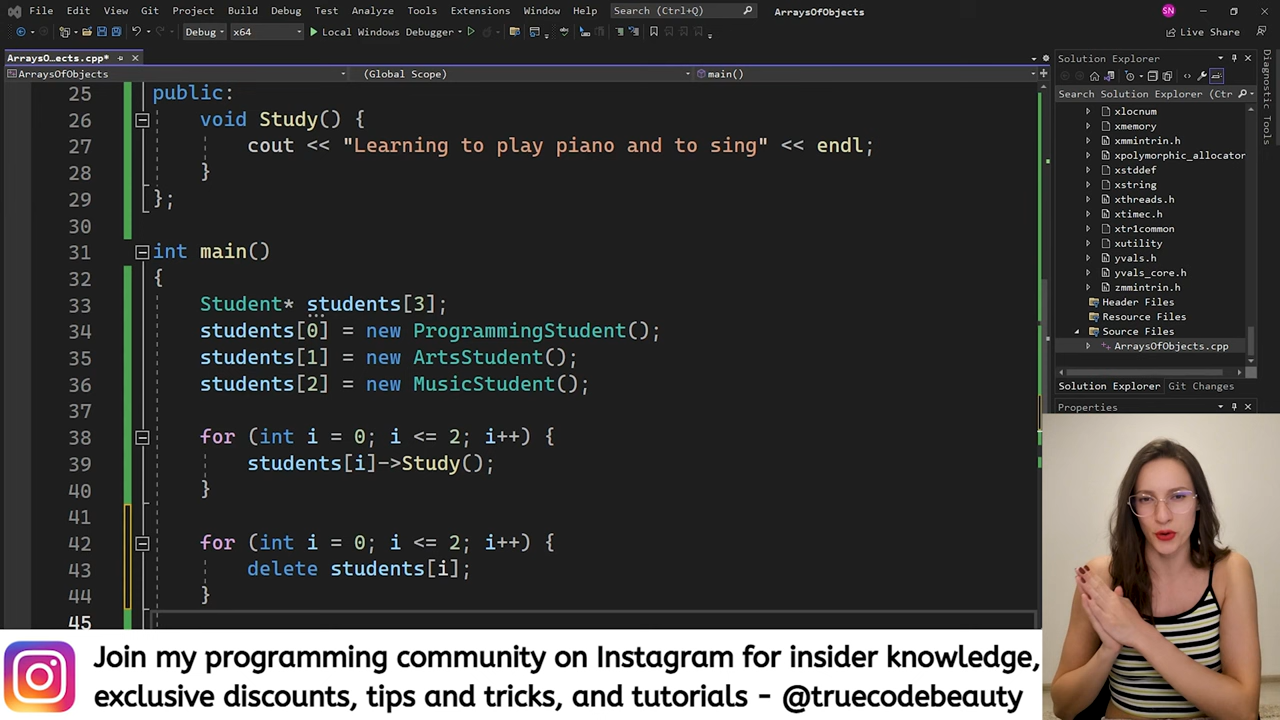 File Edit View Git Project Build Debug Test Analyze Tools Extensions Window Help Search (Ctrl+Q) ArraysOfObjects SN
Debug x64 Local Windows Debugger Live Share
ArraysO...ects.cpp*
ArraysOfObjects (Global Scope) main()
25 public:
26 void Study() {
27 cout << "Learning to play piano and to sing" << endl;
28 }
29 };
30
31 int main()
32 {
33 Student* students[3];
34 students[0] = new ProgrammingStudent();
35 students[1] = new ArtsStudent();
36 students[2] = new MusicStudent();
37
38 for (int i = 0; i <= 2; i++) {
39 students[i]->Study();
40 }
41
42 for (int i = 0; i <= 2; i++) {
43 delete students[i];
44 }
45
Solution Explorer
Search Solution Explorer (Ctr
xlocnum
xmemory
xmmintrin.h
xpolymorphic_allocator
xstddef
xstring
xthreads.h
xtimec.h
xtr1common
xutility
yvals.h
yvals_core.h
zmmintrin.h
Header Files
Resource Files
Source Files
ArraysOfObjects.cpp
Solution Explorer Git Changes
Properties
Diagnostic Tools
Join my programming community on Instagram for insider knowledge,
exclusive discounts, tips and tricks, and tutorials - @truecodebeauty